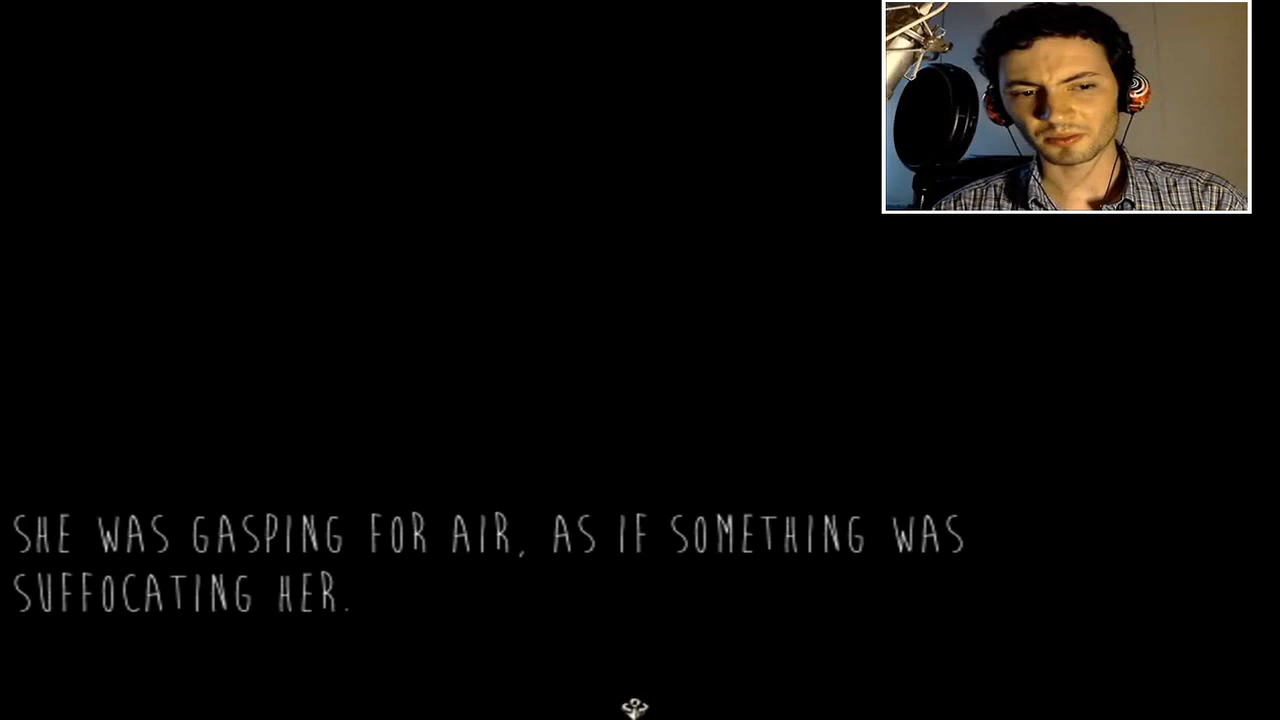 SHE WAS GASPING FOR AIR, AS IF SOMETHING WAS
SUFFOCATING HER.